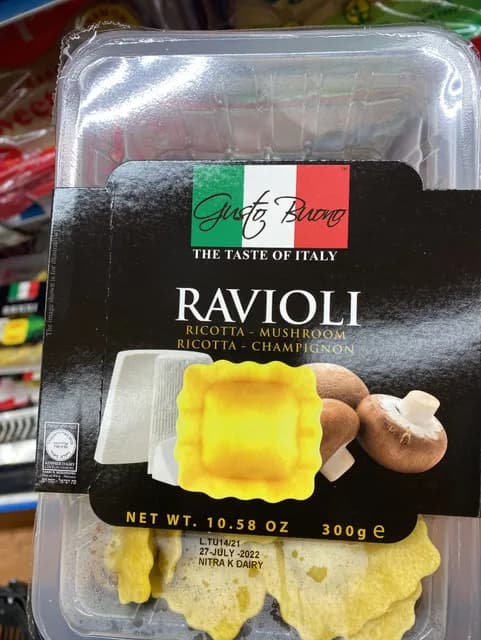 Gusto Buono
TM
THE TASTE OF ITALY
RAVIOLI
RICOTTA - MUSHROOM
RICOTTA - CHAMPIGNON
NET WT. 10.58 OZ 300g e
L.TU14/21
27-JULY -2022
NITRA K DAIRY